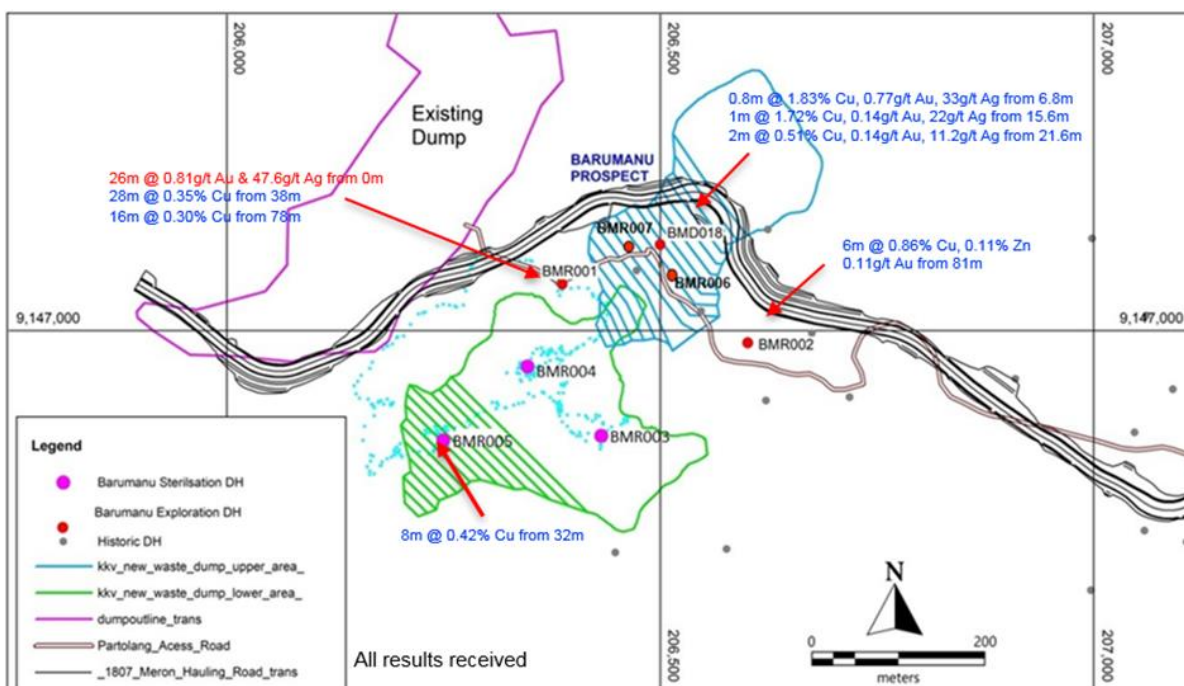 206,000
206,500
207,000
Existing
Dump
0.8m @ 1.83% Cu, 0.77g/t Au, 33g/t Ag from 6.8m
1m @ 1.72% Cu, 0.14g/t Au, 22g/t Ag from 15.6m
2m @ 0.51% Cu, 0.14g/t Au, 11.2g/t Ag from 21.6m
BARUMANU
PROSPECT
26m @ 0.81g/t Au & 47.6g/t Ag from 0m
28m @ 0.35% Cu from 38m
16m @ 0.30% Cu from 78m
BMR007
BMD018
6m @ 0.86% Cu, 0.11% Zn
0.11g/t Au from 81m
BMR001
BMR006
9,147,000
9,147,000
BMR002
BMR004
BMR005
BMR003
8m @ 0.42% Cu from 32m
Legend
Barumanu Sterilsation DH
Barumanu Exploration DH
Historic DH
kkv_new_waste_dump_upper_area_
kkv_new_waste_dump_lower_area_
dumpoutline_trans
Partolang_Acess_Road
_1807_Meron_Hauling_Road_trans
All results received
N
0 200
meters
206,500
207,000